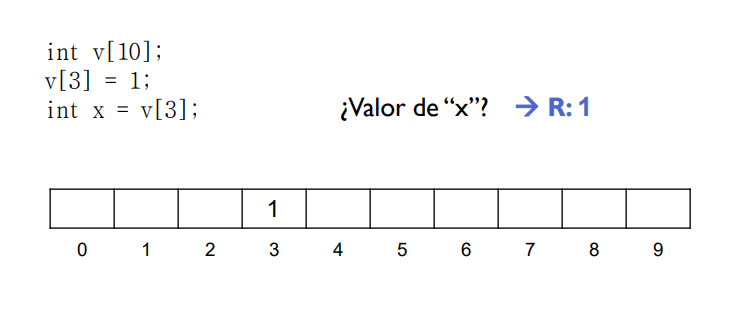 int v[10];
v[3] = 1;
int x = v[3]; ¿Valor de “x”? → R: 1
1
0 1 2 3 4 5 6 7 8 9